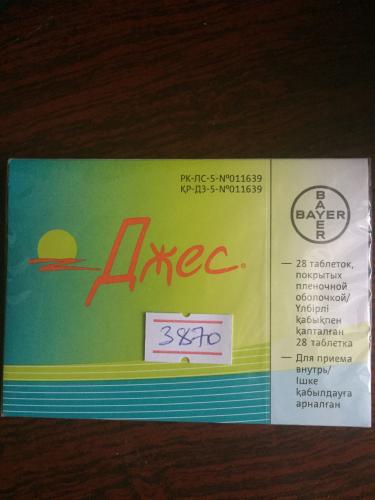 РК-ЛС-5-№011639
ҚР-ДЗ-5-№011639
BAYER
BAYER
Джес®
3870
— 28 таблеток,
покрытых
пленочной
оболочкой/
Үлбірлі
қабықпен
қапталған
28 таблетка
— Для приема
внутрь/
Ішке
қабылдауға
арналған